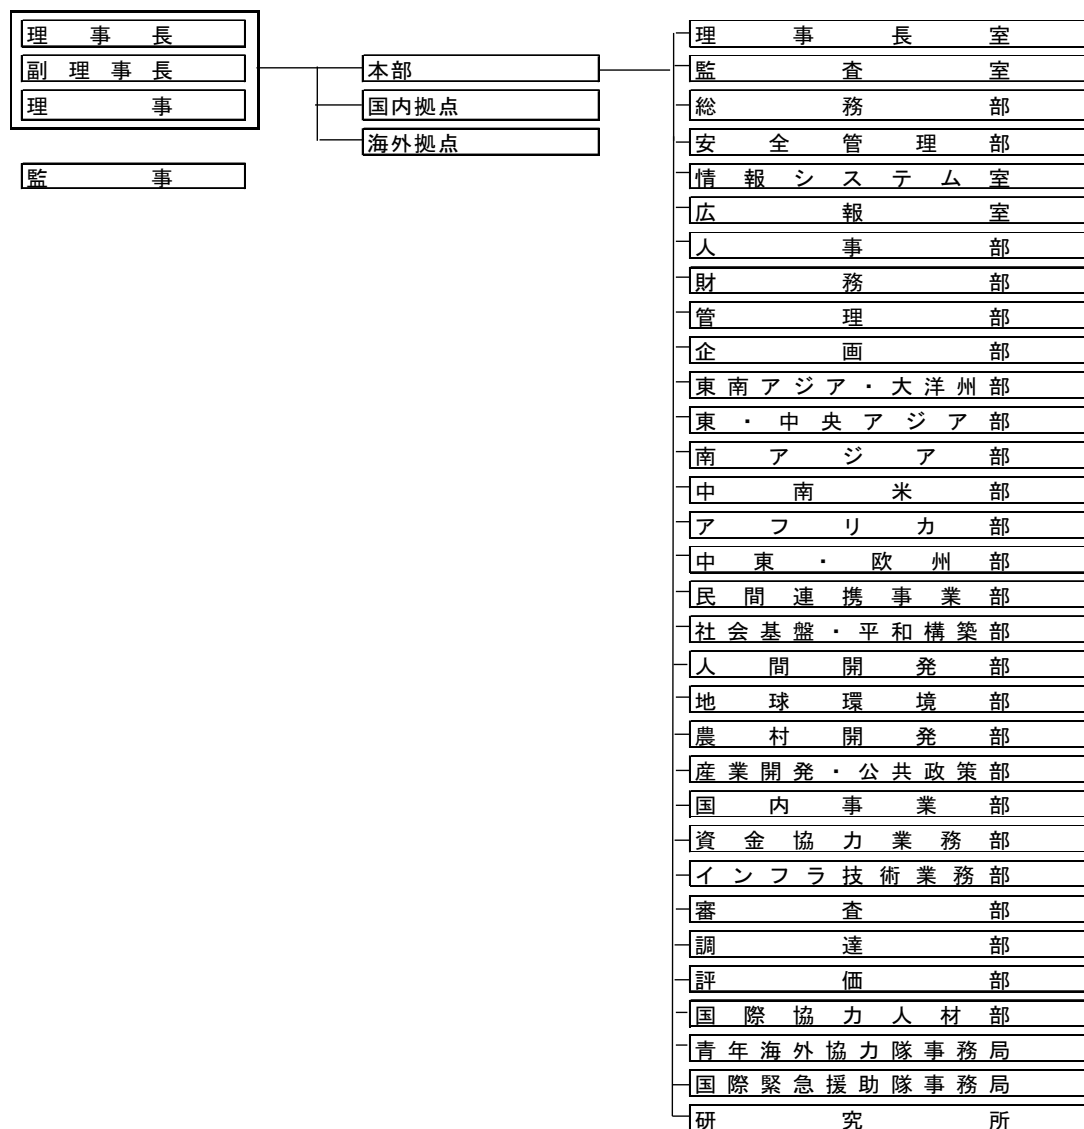 理事長
副理事長
理事
監事
本部
国内拠点
海外拠点
理事長室
監査室
総務部
安全管理部
情報システム室
広報室
人事部
財務部
管理部
企画部
東南アジア・大洋州部
東・中央アジア部
南アジア部
中南米部
アフリカ部
中東・欧州部
民間連携事業部
社会基盤・平和構築部
人間開発部
地球環境部
農村開発部
産業開発・公共政策部
国内事業部
資金協力業務部
インフラ技術業務部
審査部
調達部
評価部
国際協力人材部
青年海外協力隊事務局
国際緊急援助隊事務局
研究所